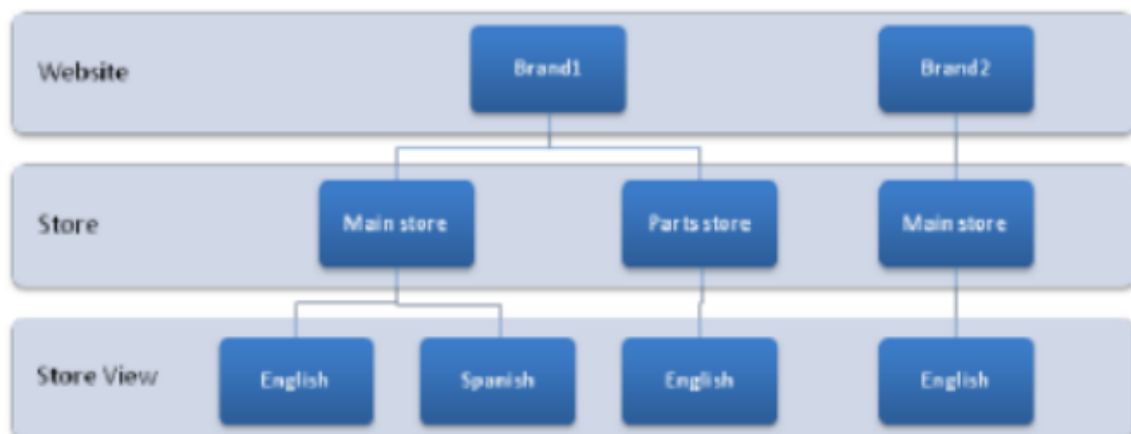 Website
Brand1
Brand2
Store
Main store
Parts store
Main store
Store View
English
Spanish
English
English